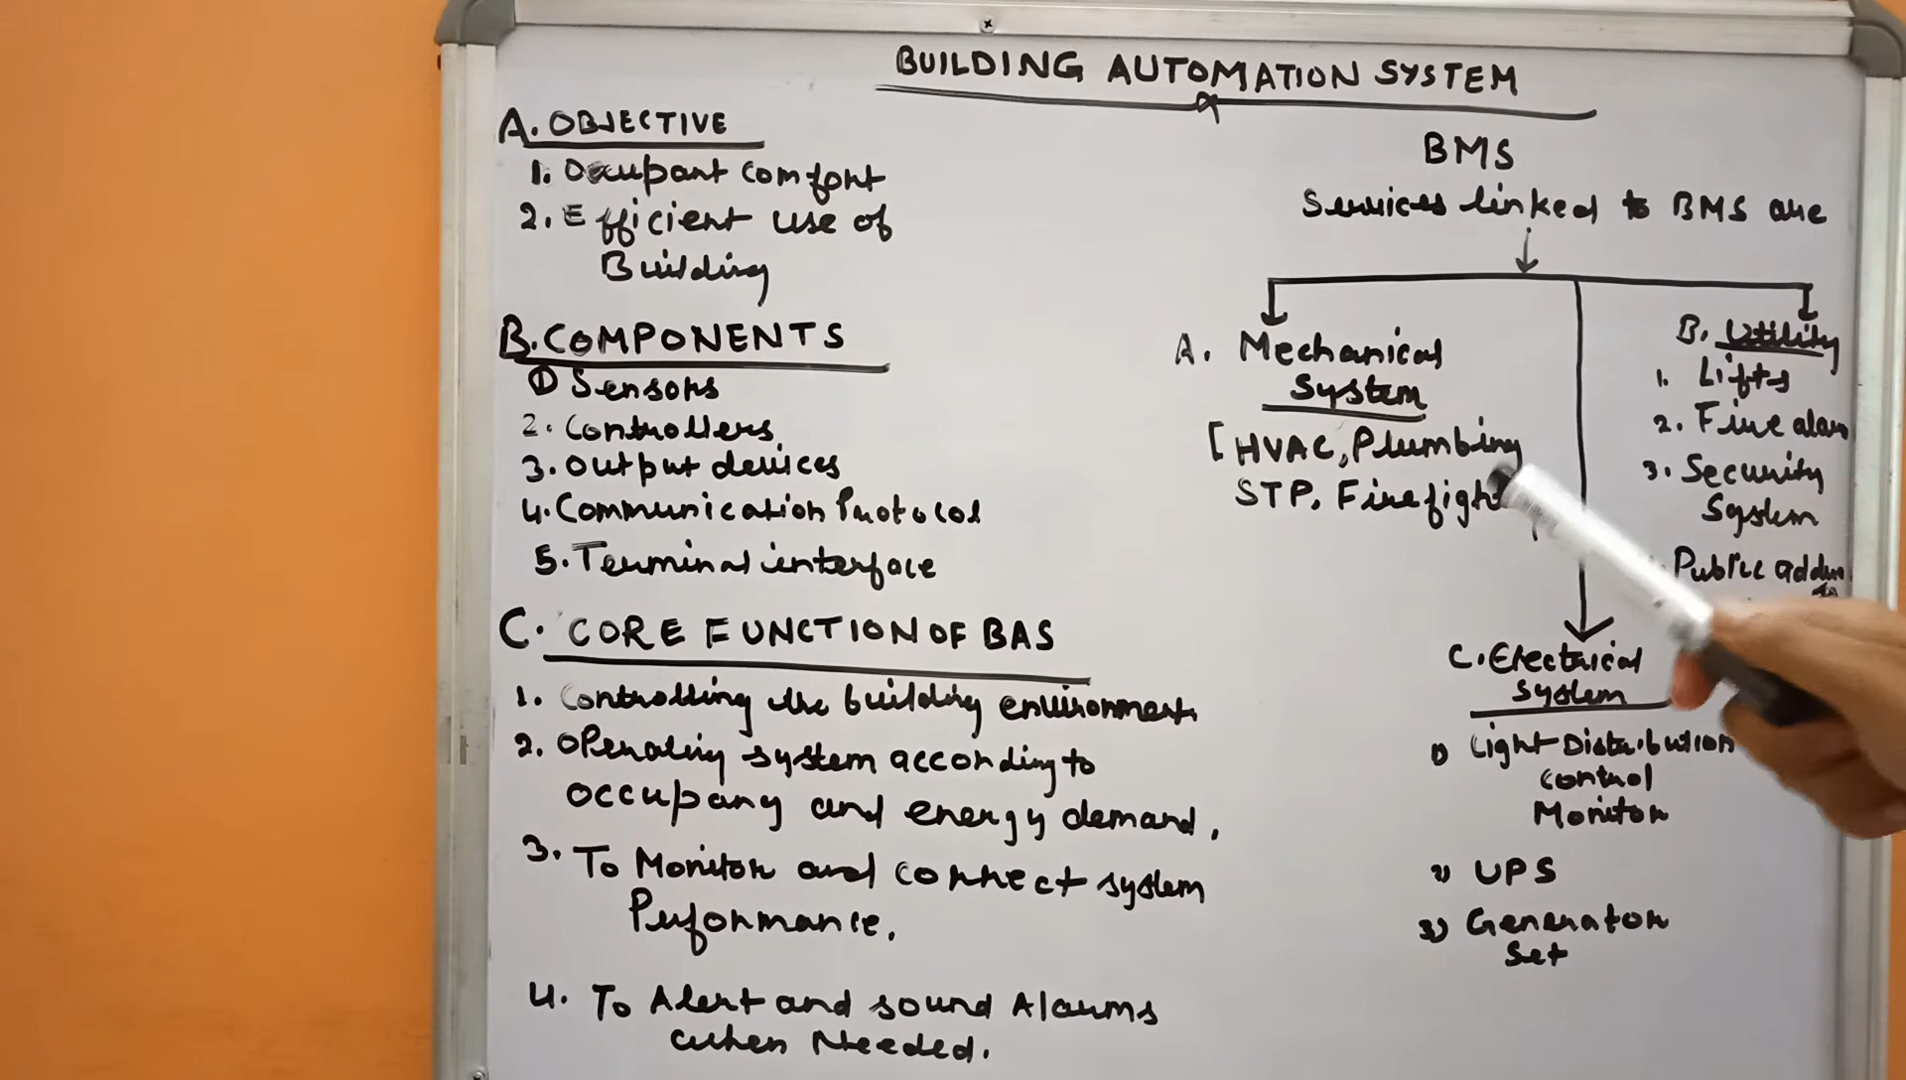 BUILDING AUTOMATION SYSTEM
A. OBJECTIVE
1. Occupant comfort
2. Efficient use of
Building
B. COMPONENTS
① Sensors
2. Controllers.
3. Output devices
4. Communication Protocol
5. Terminal interface
C. CORE FUNCTION OF BAS
1. Controlling the building environment
2. Operating system according to
occupany and energy demand.
3. To Monitor and correct system
Performance.
4. To Alert and sound Alarms
when Needed.
BMS
Services linked to BMS are
A. Mechanical
System
[HVAC, Plumbing
STP, Firefight
B. Utility
1. Lifts
2. Fire alarm
3. Security
System
Public
C. Electrical
System
1) Light Distribution
Control
Monitor
2) UPS
3) Generator
Set